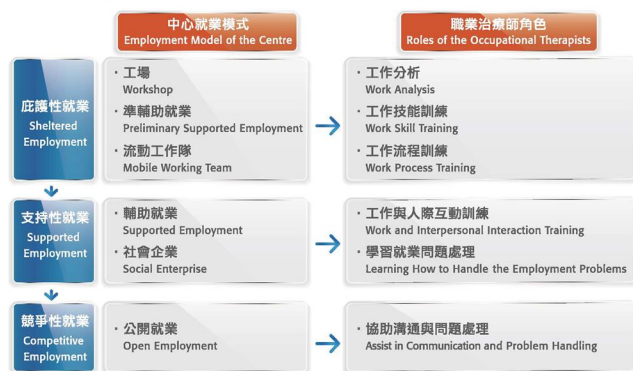 中心就業模式
Employment Model of the Centre
職業治療師角色
Roles of the Occupational Therapists
庇護性就業
Sheltered
Employment
· 工場
Workshop
· 準輔助就業
Preliminary Supported Employment
· 流動工作隊
Mobile Working Team
· 工作分析
Work Analysis
· 工作技能訓練
Work Skill Training
· 工作流程訓練
Work Process Training
支持性就業
Supported
Employment
· 輔助就業
Supported Employment
· 社會企業
Social Enterprise
· 工作與人際互動訓練
Work and Interpersonal Interaction Training
· 學習就業問題處理
Learning How to Handle the Employment Problems
競爭性就業
Competitive
Employment
· 公開就業
Open Employment
· 協助溝通與問題處理
Assist in Communication and Problem Handling